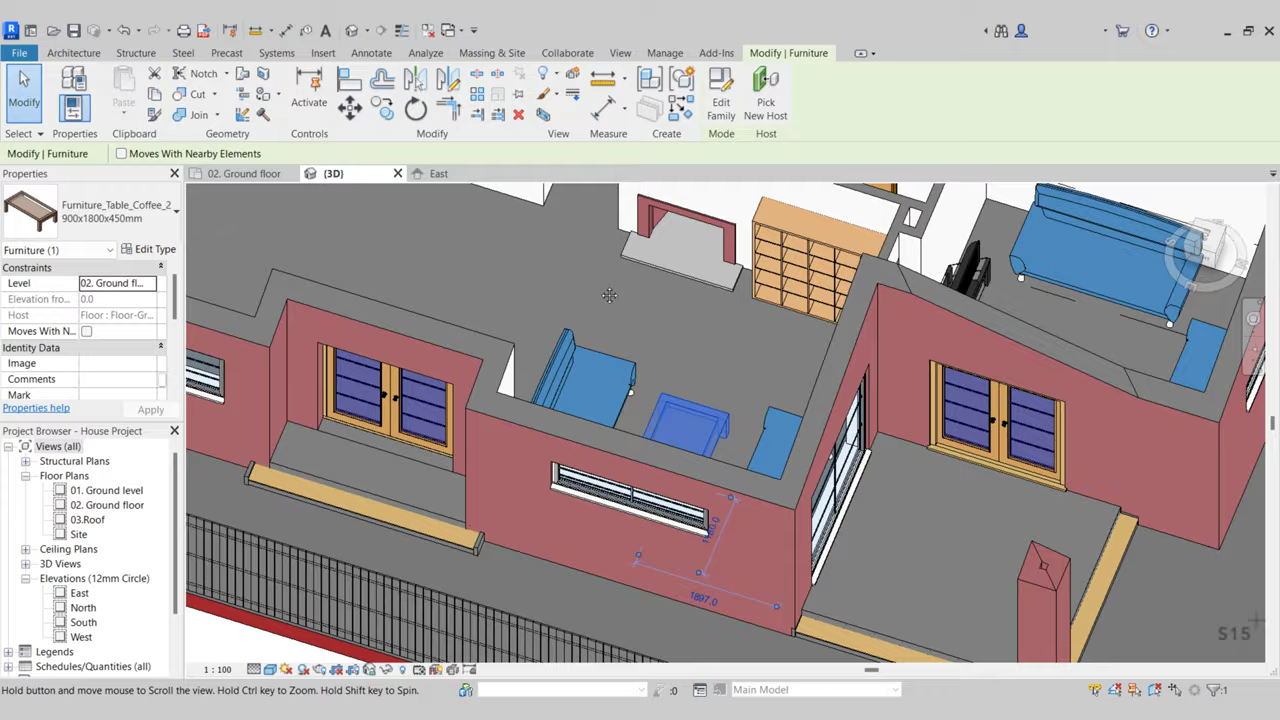 File
Architecture
Structure
Steel
Precast
Systems
Insert
Annotate
Analyze
Massing & Site
Collaborate
View
Manage
Add-Ins
Modify | Furniture
Modify
Paste
Notch
Cut
Join
Activate
Edit Family
Pick New Host
Select
Properties
Clipboard
Geometry
Controls
Modify
View
Measure
Create
Mode
Host
Modify | Furniture
Moves With Nearby Elements
Properties
02. Ground floor
{3D}
East
Furniture_Table_Coffee_2
900x1800x450mm
Furniture (1)
Edit Type
Constraints
Level
02. Ground fl...
Elevation fro...
0.0
Host
Floor : Floor-Gr...
Moves With N...
Identity Data
Image
Comments
Mark
Properties help
Apply
Project Browser - House Project
Views (all)
Structural Plans
Floor Plans
01. Ground level
02. Ground floor
03.Roof
Site
Ceiling Plans
3D Views
Elevations (12mm Circle)
East
North
South
West
Legends
Schedules/Quantities (all)
1897.0
S15
1 : 100
Hold button and move mouse to Scroll the view. Hold Ctrl key to Zoom. Hold Shift key to Spin.
:0
Main Model
:1